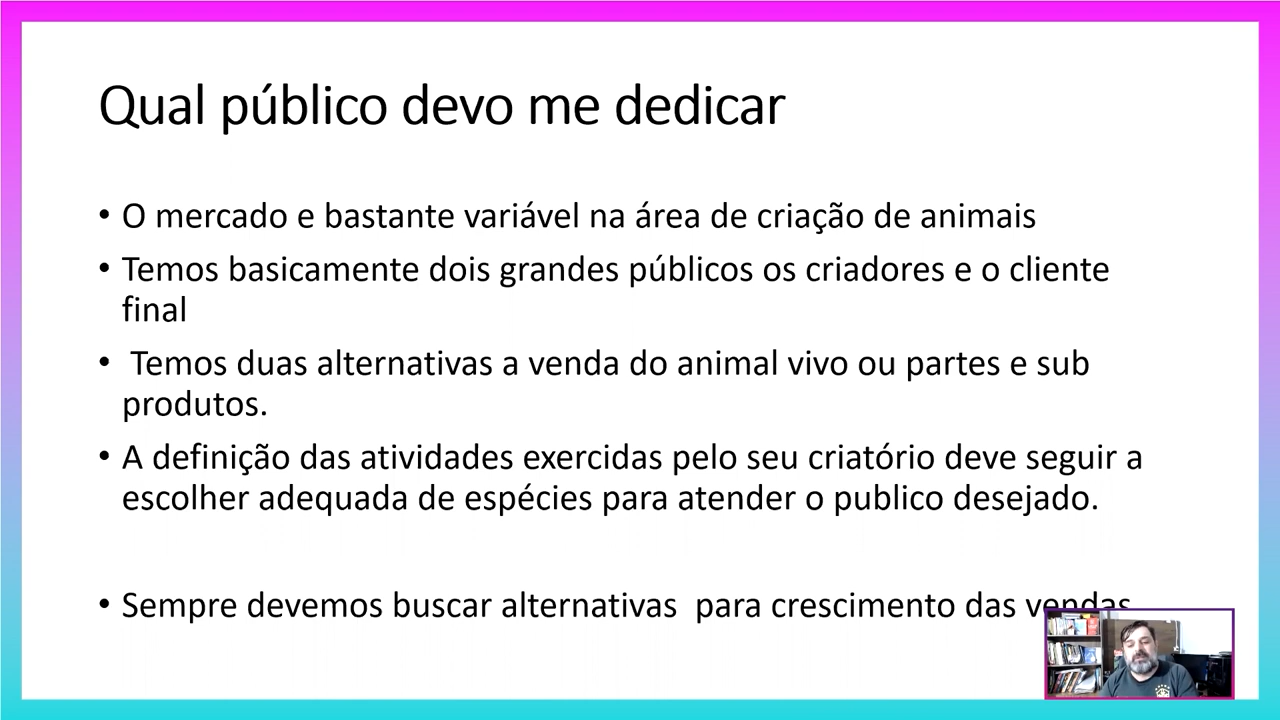 Qual público devo me dedicar
• O mercado e bastante variável na área de criação de animais
• Temos basicamente dois grandes públicos os criadores e o cliente
final
• Temos duas alternativas a venda do animal vivo ou partes e sub
produtos.
• A definição das atividades exercidas pelo seu criatório deve seguir a
escolher adequada de espécies para atender o publico desejado.
• Sempre devemos buscar alternativas para crescimento das vendas